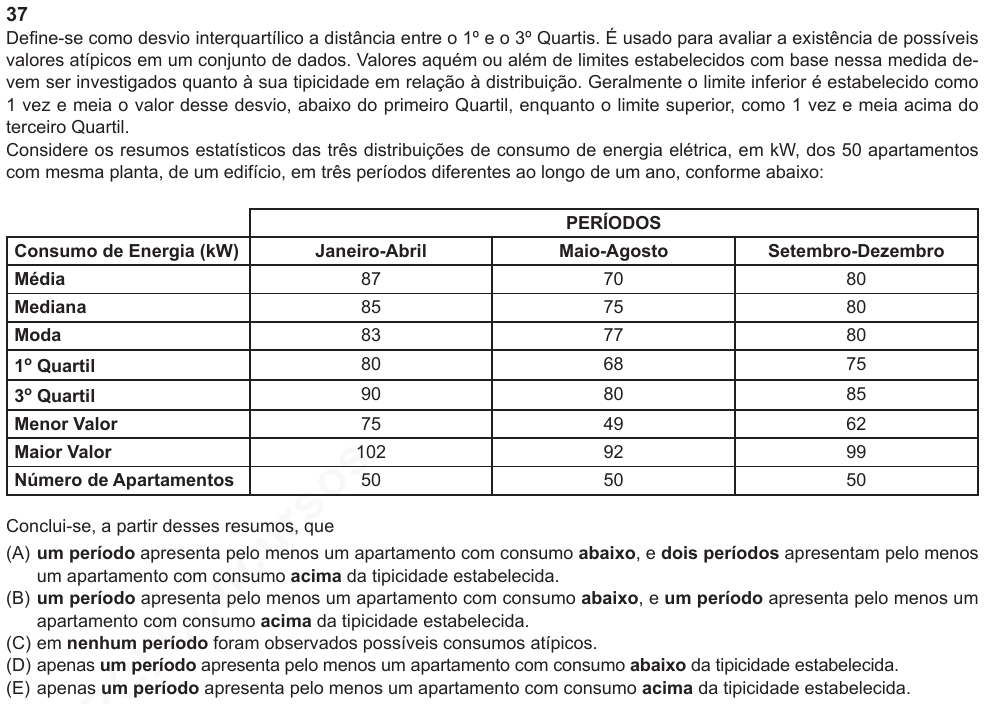 37
Define-se como desvio interquartílico a distância entre o 1º e o 3º Quartis. É usado para avaliar a existência de possíveis
valores atípicos em um conjunto de dados. Valores aquém ou além de limites estabelecidos com base nessa medida de-
vem ser investigados quanto à sua tipicidade em relação à distribuição. Geralmente o limite inferior é estabelecido como
1 vez e meia o valor desse desvio, abaixo do primeiro Quartil, enquanto o limite superior, como 1 vez e meia acima do
terceiro Quartil.
Considere os resumos estatísticos das três distribuições de consumo de energia elétrica, em kW, dos 50 apartamentos
com mesma planta, de um edifício, em três períodos diferentes ao longo de um ano, conforme abaixo:
PERÍODOS
Consumo de Energia (kW) Janeiro-Abril Maio-Agosto Setembro-Dezembro
Média 87 70 80
Mediana 85 75 80
Moda 83 77 80
1º Quartil 80 68 75
3º Quartil 90 80 85
Menor Valor 75 49 62
Maior Valor 102 92 99
Número de Apartamentos 50 50 50
Conclui-se, a partir desses resumos, que
(A) um período apresenta pelo menos um apartamento com consumo abaixo, e dois períodos apresentam pelo menos
um apartamento com consumo acima da tipicidade estabelecida.
(B) um período apresenta pelo menos um apartamento com consumo abaixo, e um período apresenta pelo menos um
apartamento com consumo acima da tipicidade estabelecida.
(C) em nenhum período foram observados possíveis consumos atípicos.
(D) apenas um período apresenta pelo menos um apartamento com consumo abaixo da tipicidade estabelecida.
(E) apenas um período apresenta pelo menos um apartamento com consumo acima da tipicidade estabelecida.